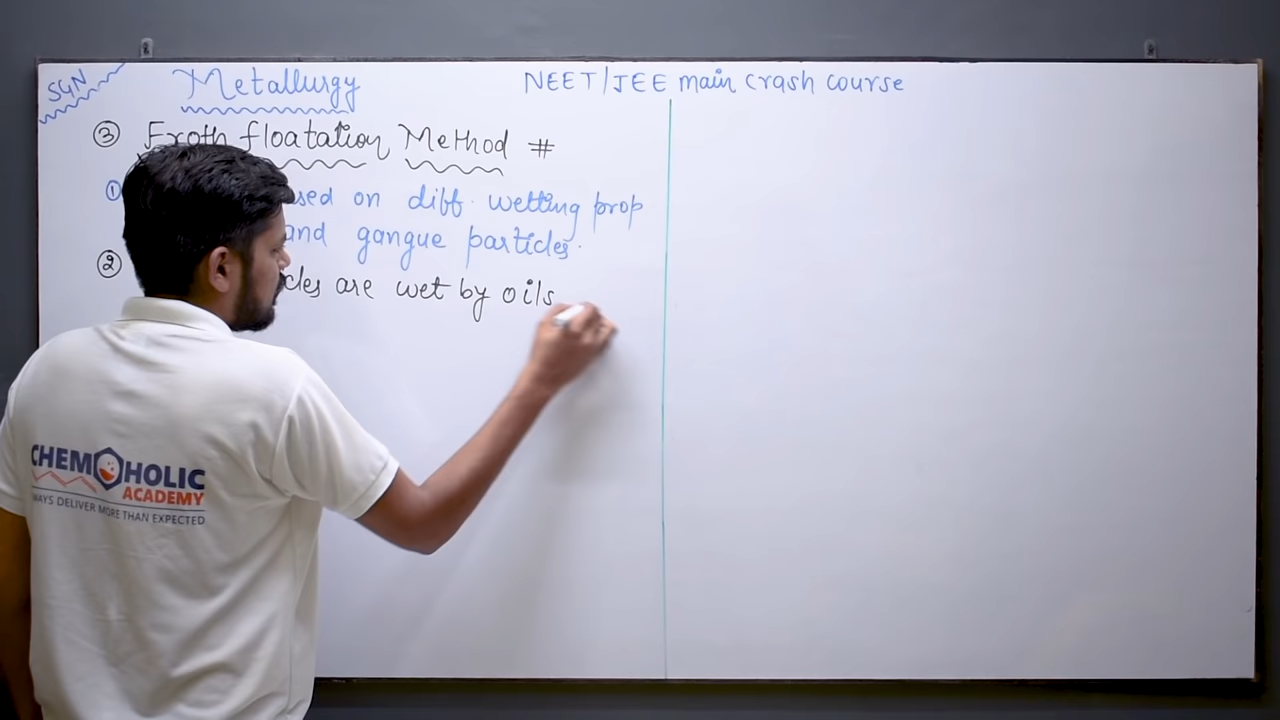 SGN
Metallurgy
NEET/JEE main crash course
③ Froth floatation Method #
① sed on diff. wetting prop
and gangue particles.
② cles are wet by oils
CHEMOHOLIC
ACADEMY
WAYS DELIVER MORE THAN EXPECTED